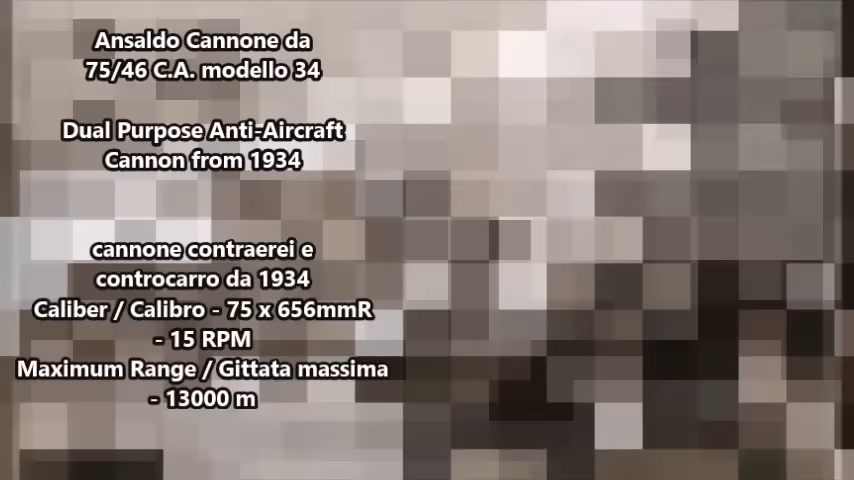 Ansaldo Cannone da
75/46 C.A. modello 34
Dual Purpose Anti-Aircraft
Cannon from 1934
cannone contraerei e
controcarro da 1934
Caliber / Calibro - 75 x 656mmR
- 15 RPM
Maximum Range / Gittata massima
- 13000 m